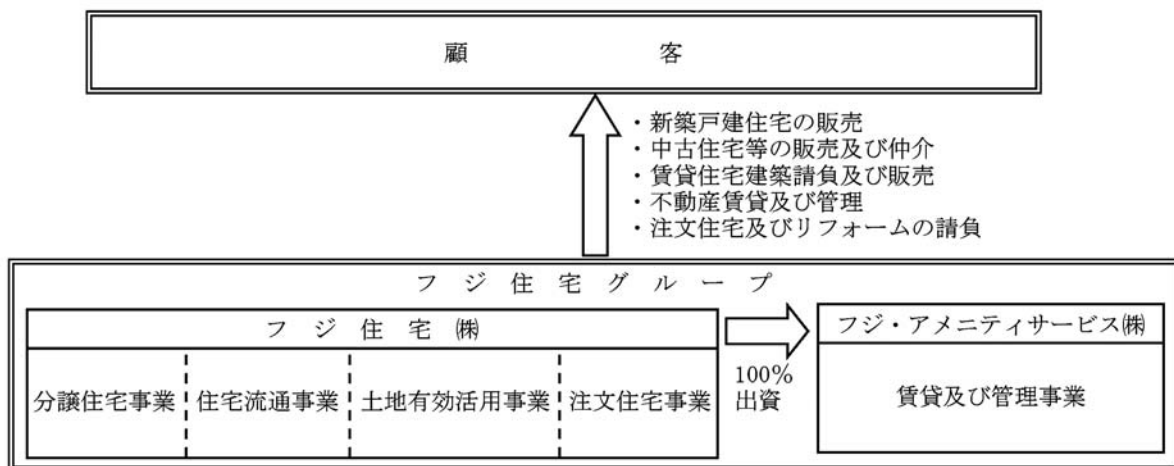 顧客
・新築戸建住宅の販売
・中古住宅等の販売及び仲介
・賃貸住宅建築請負及び販売
・不動産賃貸及び管理
・注文住宅及びリフォームの請負
フジ住宅グループ
フジ住宅㈱
分譲住宅事業
住宅流通事業
土地有効活用事業
注文住宅事業
100%
出資
フジ・アメニティサービス㈱
賃貸及び管理事業